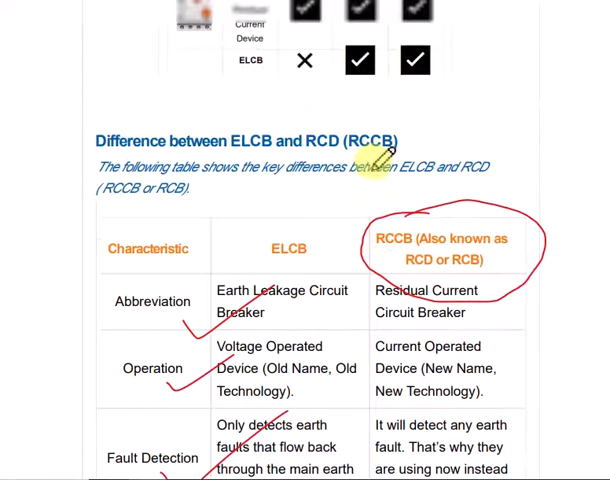 Current
Device
ELCB
Difference between ELCB and RCD (RCCB)
The following table shows the key differences between ELCB and RCD
(RCCB or RCB).
Characteristic
ELCB
RCCB (Also known as
RCD or RCB)
Abbreviation
Earth Leakage Circuit
Breaker
Residual Current
Circuit Breaker
Operation
Voltage Operated
Device (Old Name, Old
Technology).
Current Operated
Device (New Name,
New Technology).
Fault Detection
Only detects earth
faults that flow back
through the main earth
It will detect any earth
fault. That's why they
are using now instead